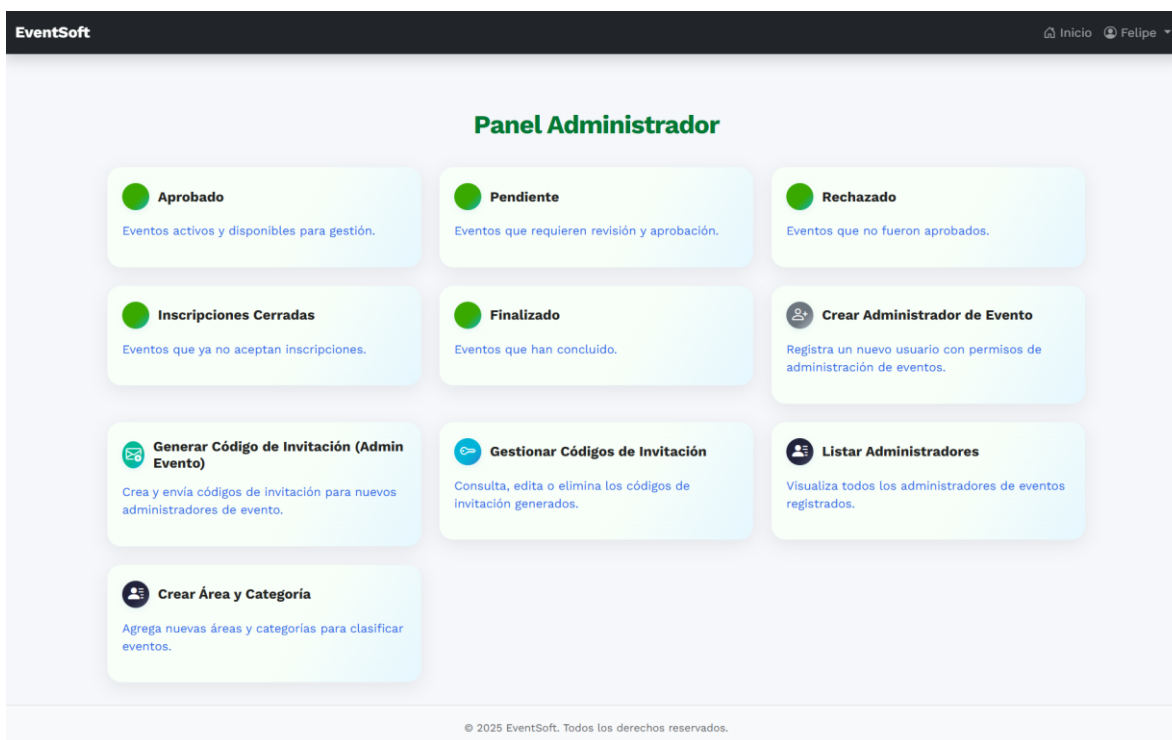 EventSoft
Inicio
Felipe
Panel Administrador
Aprobado
Eventos activos y disponibles para gestión.
Pendiente
Eventos que requieren revisión y aprobación.
Rechazado
Eventos que no fueron aprobados.
Inscripciones Cerradas
Eventos que ya no aceptan inscripciones.
Finalizado
Eventos que han concluido.
Crear Administrador de Evento
Registra un nuevo usuario con permisos de
administración de eventos.
Generar Código de Invitación (Admin
Evento)
Crea y envía códigos de invitación para nuevos
administradores de evento.
Gestionar Códigos de Invitación
Consulta, edita o elimina los códigos de
invitación generados.
Listar Administradores
Visualiza todos los administradores de eventos
registrados.
Crear Área y Categoría
Agrega nuevas áreas y categorías para clasificar
eventos.
© 2025 EventSoft. Todos los derechos reservados.